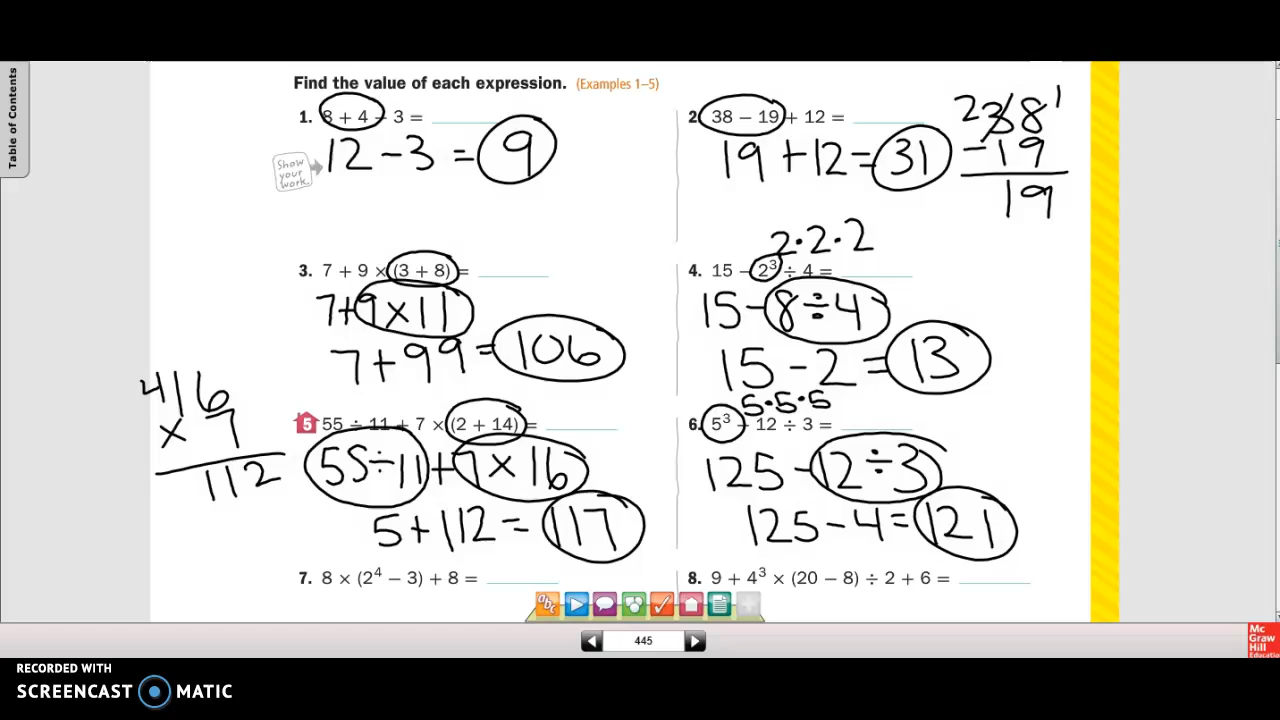 Table of Contents
Find the value of each expression. (Examples 1–5)
1. 8 + 4 – 3 =
12 – 3 = 9
Show your work.
2. 38 – 19 + 12 =
19 + 12 = 31
2 38 1
– 19
19
3. 7 + 9 × (3 + 8) =
7 + 9 × 11
7 + 99 = 106
2 • 2 • 2
4. 15 – 2³ ÷ 4 =
15 – 8 ÷ 4
15 – 2 = 13
416
× 7
112
5 55 ÷ 11 + 7 × (2 + 14) =
55 ÷ 11 + 7 × 16
5 + 112 = 117
5 • 5 • 5
6. 5³ – 12 ÷ 3 =
125 – 12 ÷ 3
125 – 4 = 121
7. 8 × (2⁴ – 3) + 8 =
8. 9 + 4³ × (20 – 8) ÷ 2 + 6 =
abc
445
Mc
Graw
Hill
Education
RECORDED WITH
SCREENCAST MATIC